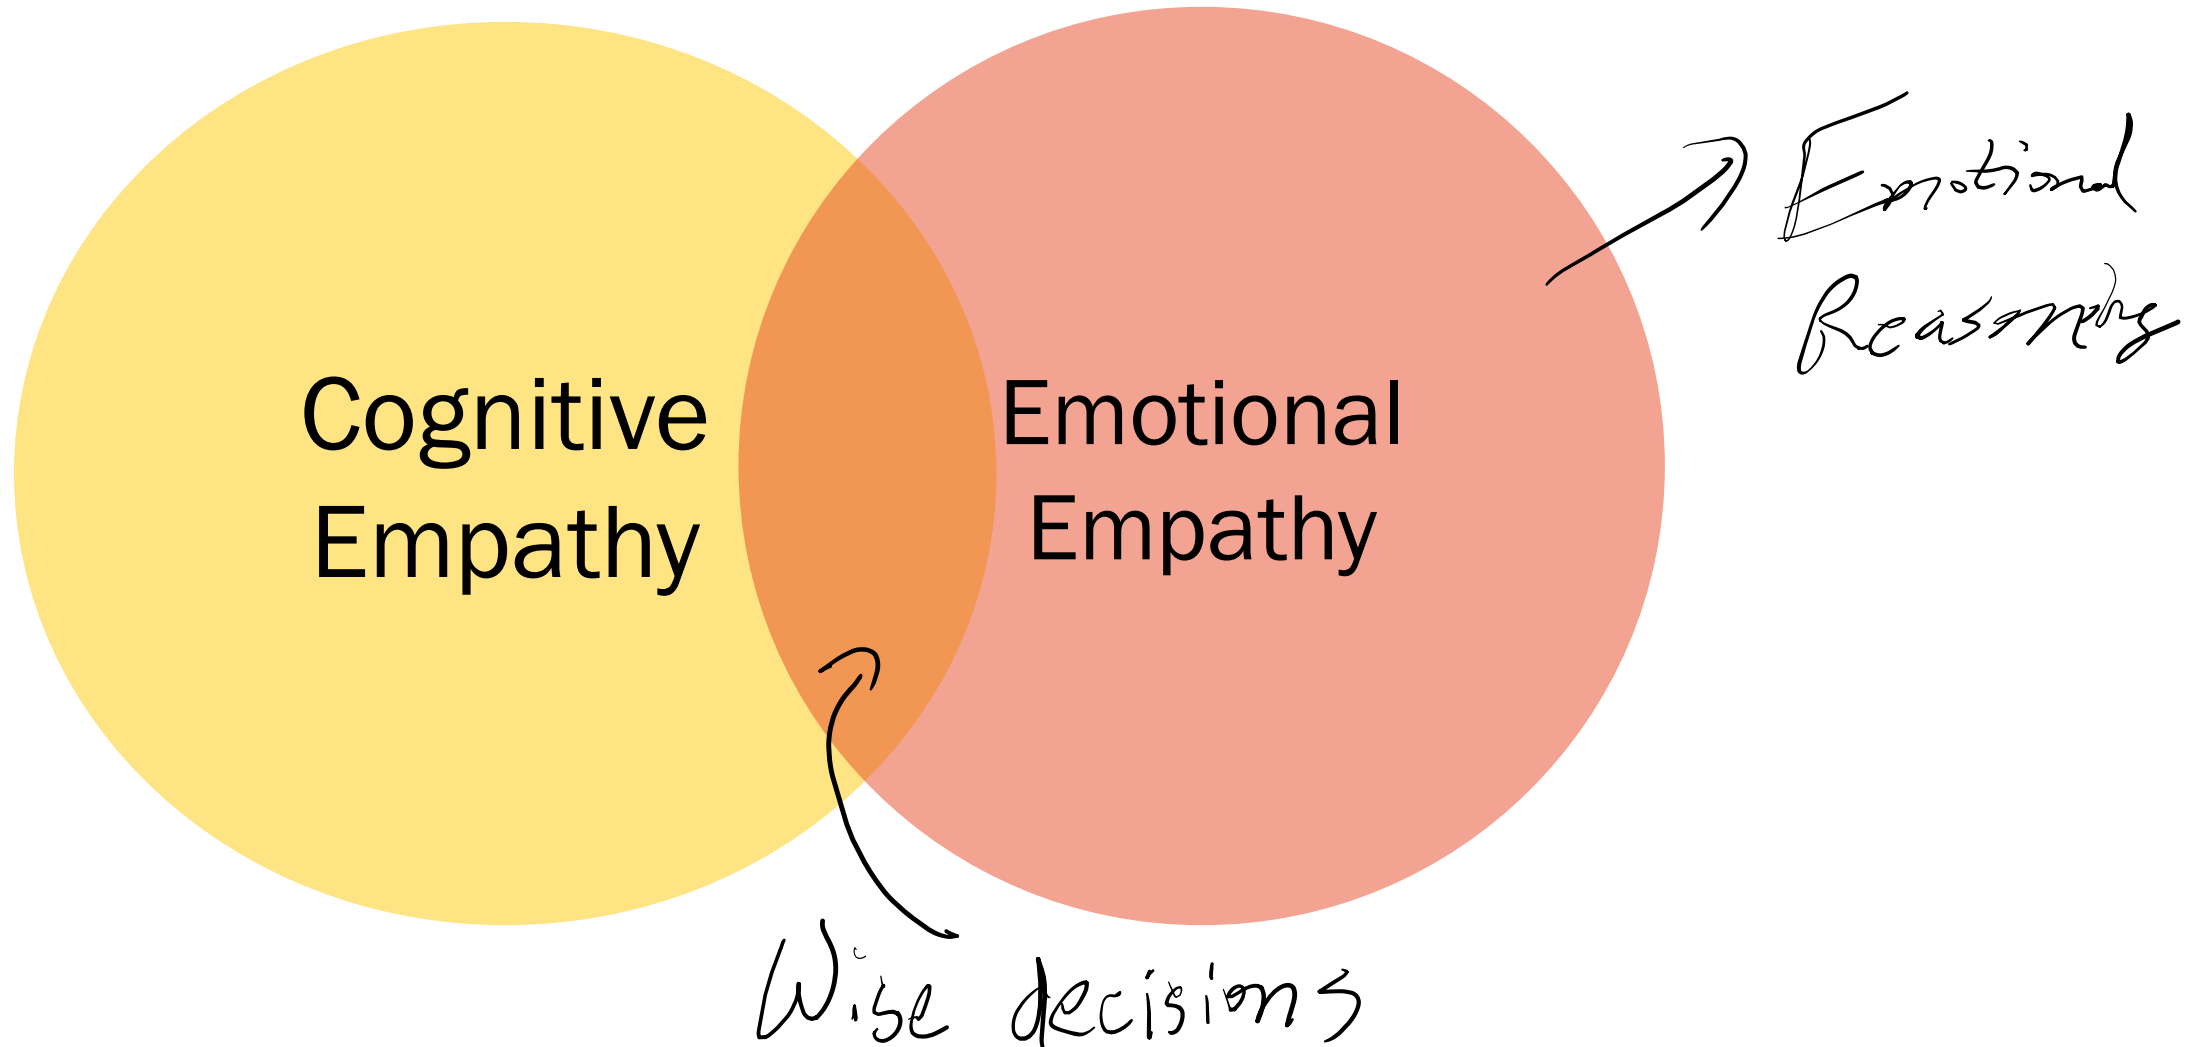 Cognitive
Empathy
Emotional
Empathy
Emotional
Reasoning
Wise decisions